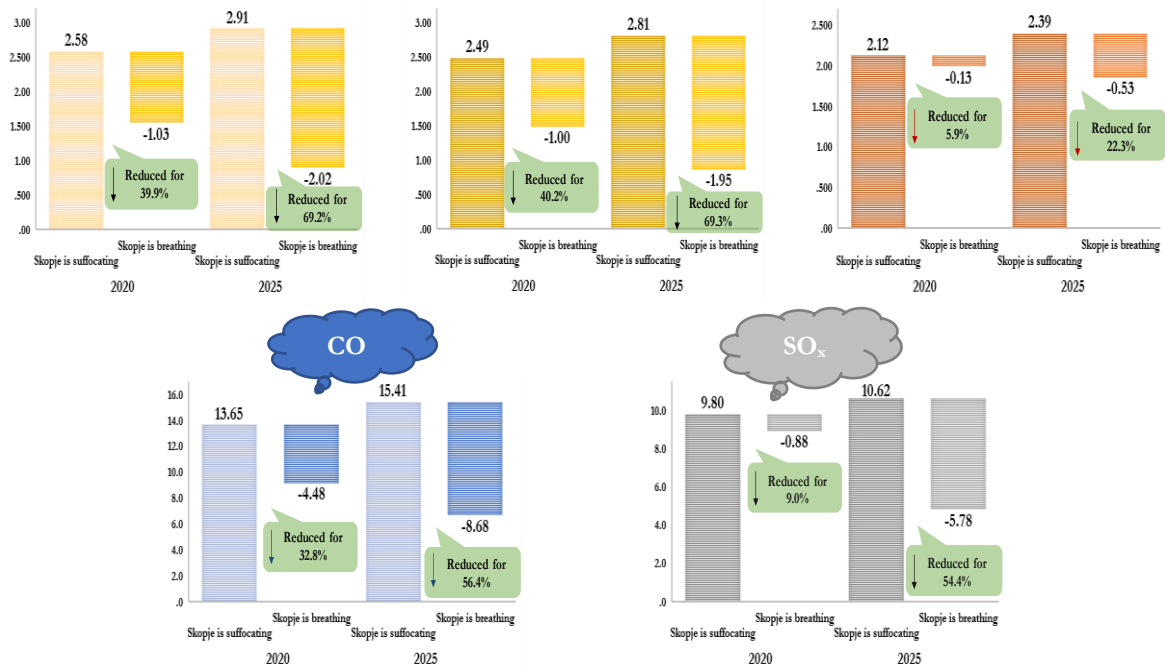 3.00
2.500
2.00
1.500
1.00
.500
.00
2.58
-1.03
2.91
-2.02
Reduced for
39.9%
Reduced for
69.2%
Skopje is suffocating
Skopje is breathing
Skopje is suffocating
Skopje is breathing
2020
2025
3.00
2.500
2.00
1.500
1.00
.500
.00
2.49
-1.00
2.81
-1.95
Reduced for
40.2%
Reduced for
69.3%
Skopje is suffocating
Skopje is breathing
Skopje is suffocating
Skopje is breathing
2020
2025
2.500
2.00
1.500
1.00
.500
.00
2.12
-0.13
2.39
-0.53
Reduced for
5.9%
Reduced for
22.3%
Skopje is suffocating
Skopje is breathing
Skopje is suffocating
Skopje is breathing
2020
2025
CO
16.0
14.0
12.0
10.0
8.0
6.0
4.0
2.0
.0
13.65
-4.48
15.41
-8.68
Reduced for
32.8%
Reduced for
56.4%
Skopje is suffocating
Skopje is breathing
Skopje is suffocating
Skopje is breathing
2020
2025
SOx
10.0
8.0
6.0
4.0
2.0
.0
9.80
-0.88
10.62
-5.78
Reduced for
9.0%
Reduced for
54.4%
Skopje is suffocating
Skopje is breathing
Skopje is suffocating
Skopje is breathing
2020
2025